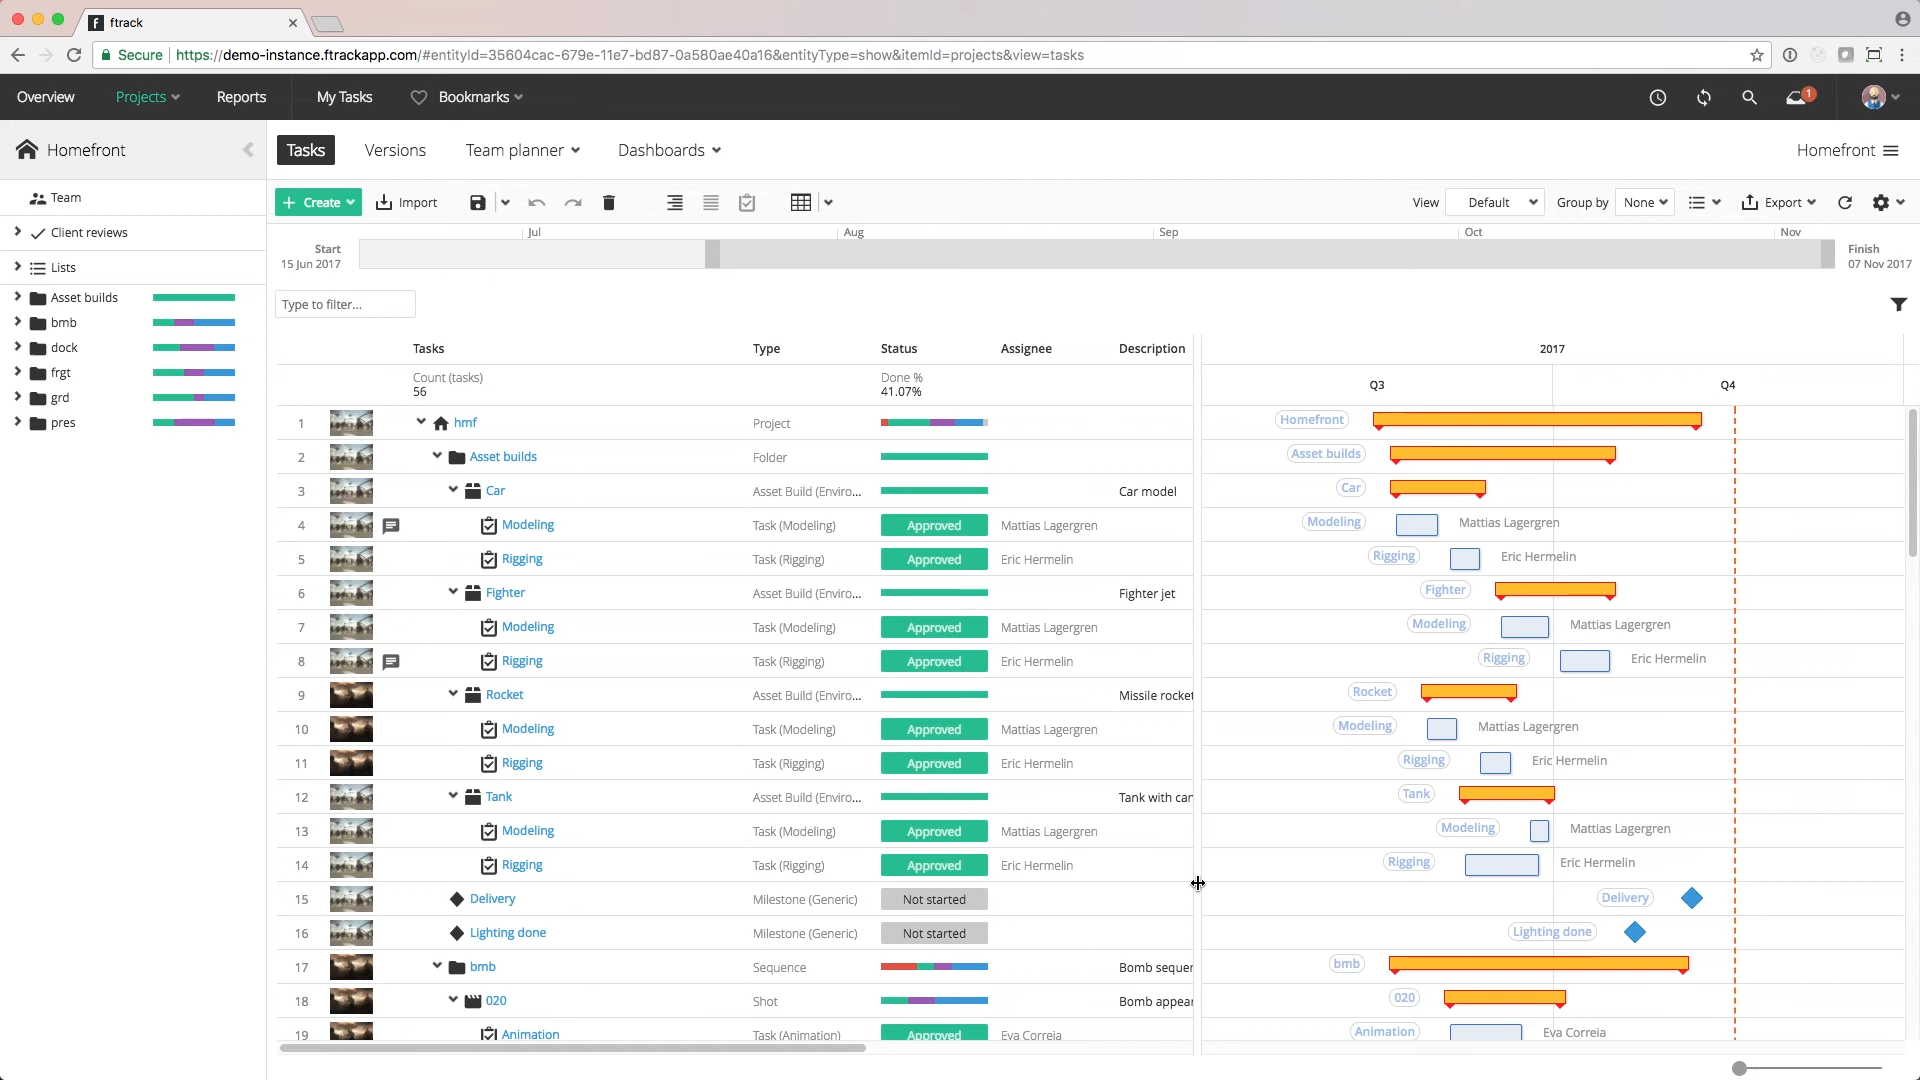 ftrack
Secure https://demo-instance.ftrackapp.com/#entityId=35604cac-679e-11e7-bd87-0a580ae40a16&entityType=show&itemId=projects&view=tasks
Overview Projects Reports My Tasks Bookmarks 1
Homefront Tasks Versions Team planner Dashboards Homefront
Team
Client reviews
Lists
Asset builds
bmb
dock
frgt
grd
pres
Create Import View Default Group by None Export
Jul Aug Sep Oct Nov
Start
15 Jun 2017
Finish
07 Nov 2017
Type to filter...
Tasks Type Status Assignee Description 2017
Count (tasks)
56
Done %
41.07%
Q3 Q4
1 hmf Project Homefront
2 Asset builds Folder Asset builds
3 Car Asset Build (Enviro... Car model Car
4 Modeling Task (Modeling) Approved Mattias Lagergren Modeling Mattias Lagergren
5 Rigging Task (Rigging) Approved Eric Hermelin Rigging Eric Hermelin
6 Fighter Asset Build (Enviro... Fighter jet Fighter
7 Modeling Task (Modeling) Approved Mattias Lagergren Modeling Mattias Lagergren
8 Rigging Task (Rigging) Approved Eric Hermelin Rigging Eric Hermelin
9 Rocket Asset Build (Enviro... Missile rocket Rocket
10 Modeling Task (Modeling) Approved Mattias Lagergren Modeling Mattias Lagergren
11 Rigging Task (Rigging) Approved Eric Hermelin Rigging Eric Hermelin
12 Tank Asset Build (Enviro... Tank with can Tank
13 Modeling Task (Modeling) Approved Mattias Lagergren Modeling Mattias Lagergren
14 Rigging Task (Rigging) Approved Eric Hermelin Rigging Eric Hermelin
15 Delivery Milestone (Generic) Not started Delivery
16 Lighting done Milestone (Generic) Not started Lighting done
17 bmb Sequence Bomb sequen bmb
18 020 Shot Bomb appear 020
19 Animation Task (Animation) Approved Eva Correia Animation Eva Correia